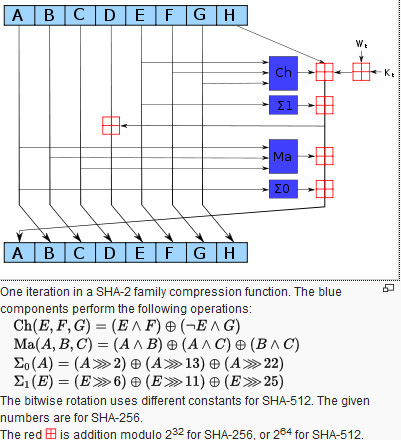 A B C D E F G H
Wt
Ch
Kt
Σ1
Ma
Σ0
A B C D E F G H
One iteration in a SHA-2 family compression function. The blue
components perform the following operations:
Ch(E, F, G) = (E ∧ F) ⊕ (¬E ∧ G)
Ma(A, B, C) = (A ∧ B) ⊕ (A ∧ C) ⊕ (B ∧ C)
Σ₀(A) = (A⋙2) ⊕ (A⋙13) ⊕ (A⋙22)
Σ₁(E) = (E⋙6) ⊕ (E⋙11) ⊕ (E⋙25)
The bitwise rotation uses different constants for SHA-512. The given
numbers are for SHA-256.
The red ⊞ is addition modulo 2³² for SHA-256, or 2⁶⁴ for SHA-512.